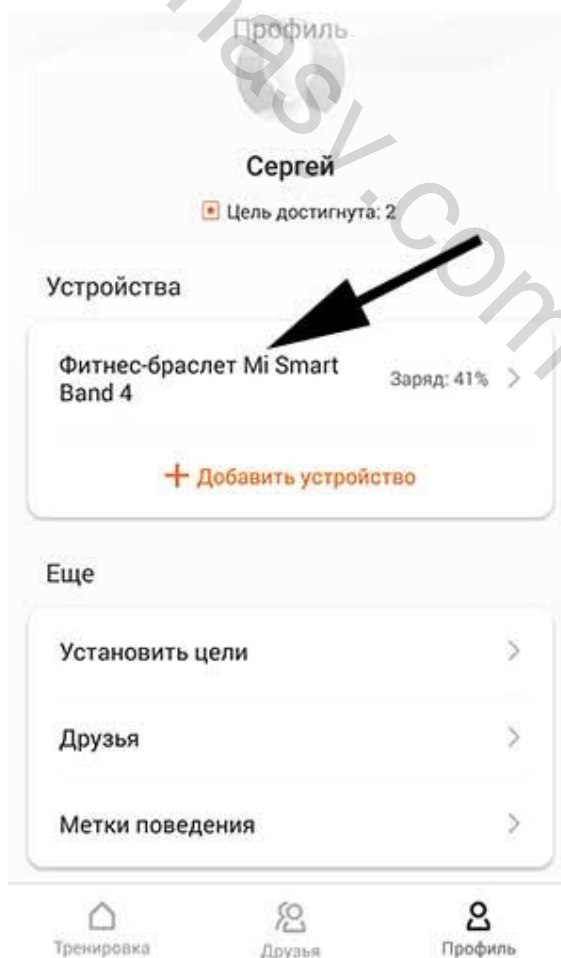 Профиль
Сергей
Цель достигнута: 2
Устройства
Фитнес-браслет Mi Smart
Band 4
Заряд: 41%
+ Добавить устройство
Еще
Установить цели
Друзья
Метки поведения
Тренировка
Друзья
Профиль